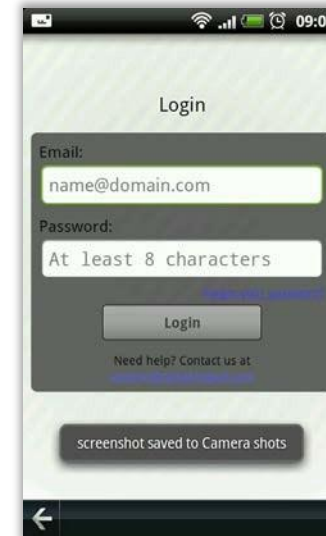 09:0
Login
Email:
name@domain.com
Password:
At least 8 characters
Login
Need help? Contact us at
screenshot saved to Camera shots